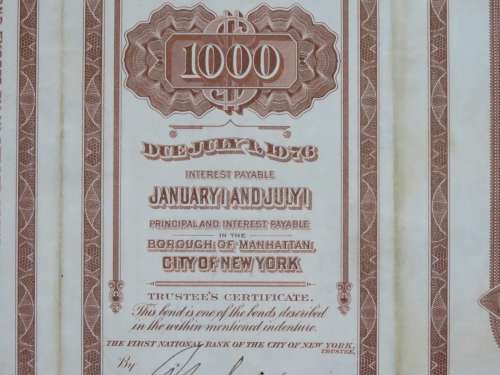 1000
DUE JULY 1, 1976
INTEREST PAYABLE
JANUARY 1 AND JULY 1
PRINCIPAL AND INTEREST PAYABLE
IN THE
BOROUGH OF MANHATTAN,
CITY OF NEW YORK
TRUSTEE'S CERTIFICATE.
This bond is one of the bonds described
in the within mentioned indenture.
THE FIRST NATIONAL BANK OF THE CITY OF NEW YORK,
TRUSTEE,
By